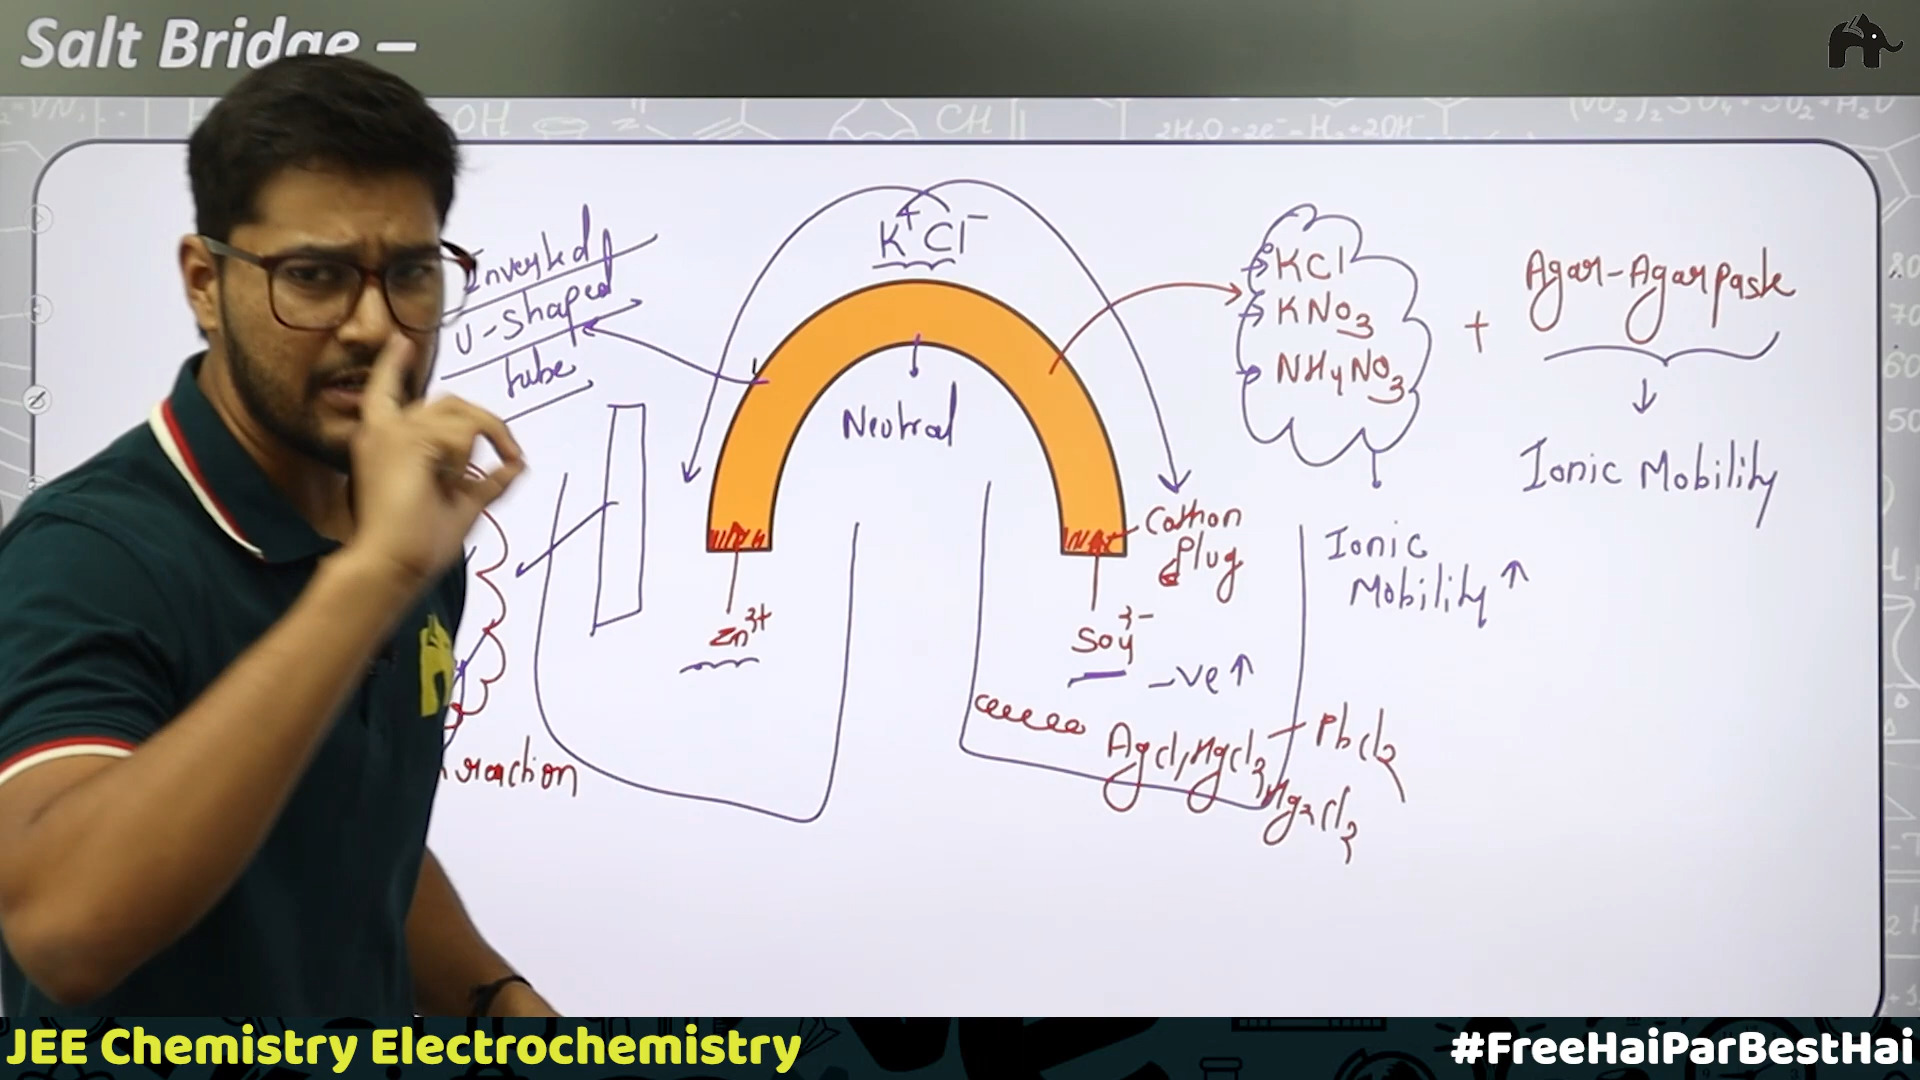 Salt Bridge –
Inverted
U-shaped
tube
K⁺Cl⁻
Neutral
KCl
KNO₃
NH₄NO₃
+
Agar-Agar paste
Ionic Mobility
Cotton
Plug
Ionic
Mobility ↑
Zn²⁺
SO₄²⁻
-ve ↑
AgCl, HgCl₂
PbCl₂
Hg₂Cl₂
reaction
JEE Chemistry Electrochemistry
#FreeHaiParBestHai